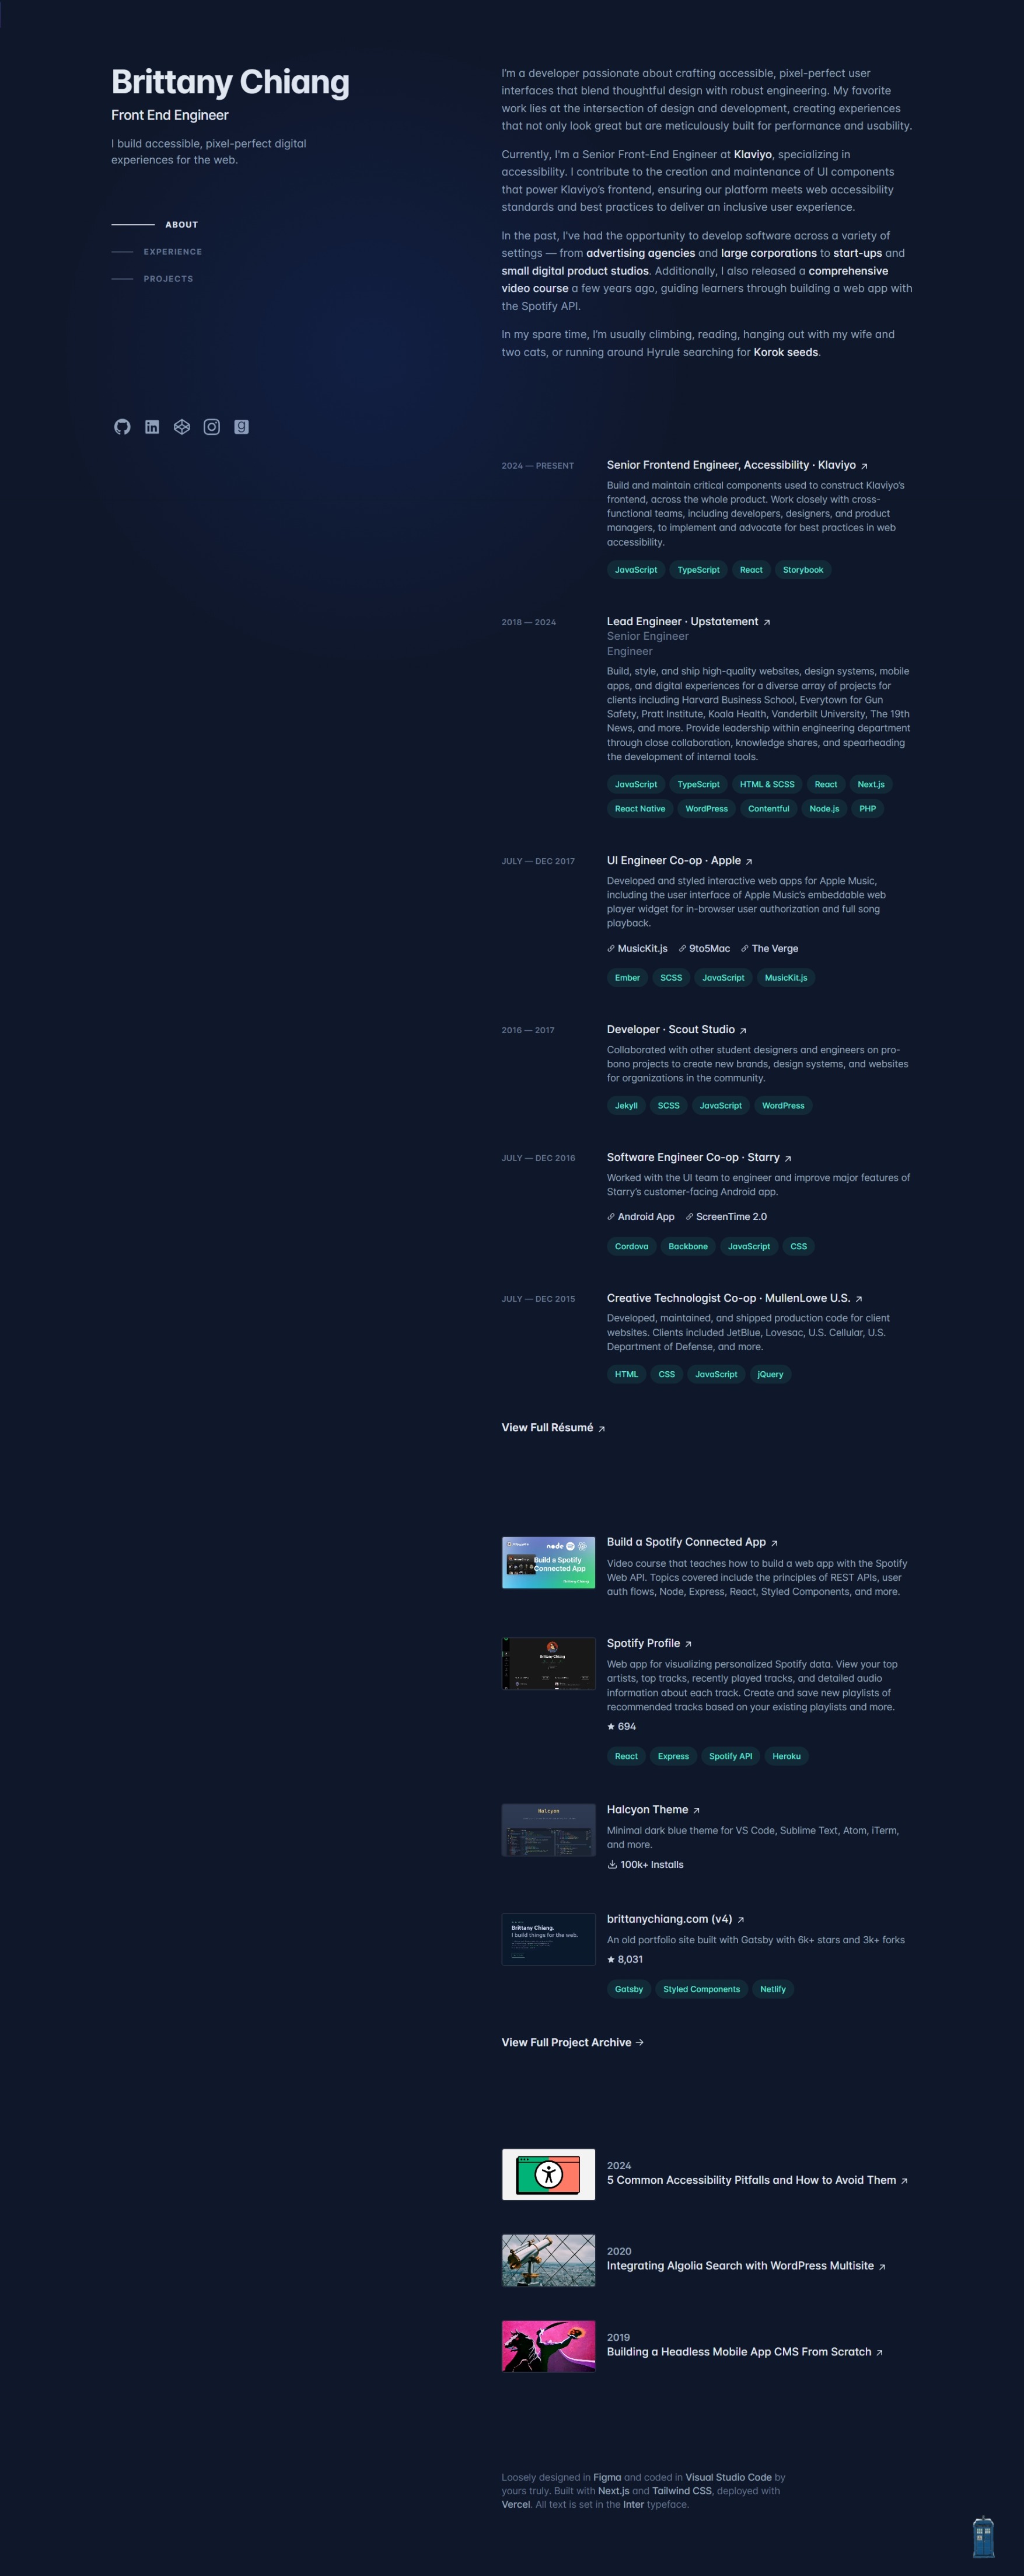 Brittany Chiang
Front End Engineer
I build accessible, pixel-perfect digital
experiences for the web.
ABOUT
EXPERIENCE
PROJECTS
I'm a developer passionate about crafting accessible, pixel-perfect user
interfaces that blend thoughtful design with robust engineering. My favorite
work lies at the intersection of design and development, creating experiences
that not only look great but are meticulously built for performance and usability.
Currently, I'm a Senior Front-End Engineer at Klaviyo, specializing in
accessibility. I contribute to the creation and maintenance of UI components
that power Klaviyo's frontend, ensuring our platform meets web accessibility
standards and best practices to deliver an inclusive user experience.
In the past, I've had the opportunity to develop software across a variety of
settings — from advertising agencies and large corporations to start-ups and
small digital product studios. Additionally, I also released a comprehensive
video course a few years ago, guiding learners through building a web app with
the Spotify API.
In my spare time, I'm usually climbing, reading, hanging out with my wife and
two cats, or running around Hyrule searching for Korok seeds.
2024 — PRESENT
Senior Frontend Engineer, Accessibility · Klaviyo
Build and maintain critical components used to construct Klaviyo's
frontend, across the whole product. Work closely with cross-
functional teams, including developers, designers, and product
managers, to implement and advocate for best practices in web
accessibility.
JavaScript TypeScript React Storybook
2018 — 2024
Lead Engineer · Upstatement
Senior Engineer
Engineer
Build, style, and ship high-quality websites, design systems, mobile
apps, and digital experiences for a diverse array of projects for
clients including Harvard Business School, Everytown for Gun
Safety, Pratt Institute, Koala Health, Vanderbilt University, The 19th
News, and more. Provide leadership within engineering department
through close collaboration, knowledge shares, and spearheading
the development of internal tools.
JavaScript TypeScript HTML & SCSS React Next.js
React Native WordPress Contentful Node.js PHP
JULY — DEC 2017
UI Engineer Co-op · Apple
Developed and styled interactive web apps for Apple Music,
including the user interface of Apple Music's embeddable web
player widget for in-browser user authorization and full song
playback.
MusicKit.js 9to5Mac The Verge
Ember SCSS JavaScript MusicKit.js
2016 — 2017
Developer · Scout Studio
Collaborated with other student designers and engineers on pro-
bono projects to create new brands, design systems, and websites
for organizations in the community.
Jekyll SCSS JavaScript WordPress
JULY — DEC 2016
Software Engineer Co-op · Starry
Worked with the UI team to engineer and improve major features of
Starry's customer-facing Android app.
Android App ScreenTime 2.0
Cordova Backbone JavaScript CSS
JULY — DEC 2015
Creative Technologist Co-op · MullenLowe U.S.
Developed, maintained, and shipped production code for client
websites. Clients included JetBlue, Lovesac, U.S. Cellular, U.S.
Department of Defense, and more.
HTML CSS JavaScript jQuery
View Full Résumé
node
Build a Spotify
Connected App
Brittany Chiang
Build a Spotify Connected App
Video course that teaches how to build a web app with the Spotify
Web API. Topics covered include the principles of REST APIs, user
auth flows, Node, Express, React, Styled Components, and more.
Brittany Chiang
Spotify Profile
Web app for visualizing personalized Spotify data. View your top
artists, top tracks, recently played tracks, and detailed audio
information about each track. Create and save new playlists of
recommended tracks based on your existing playlists and more.
694
React Express Spotify API Heroku
Halcyon
Halcyon Theme
Minimal dark blue theme for VS Code, Sublime Text, Atom, iTerm,
and more.
100k+ Installs
Brittany Chiang.
I build things for the web.
brittanychiang.com (v4)
An old portfolio site built with Gatsby with 6k+ stars and 3k+ forks
8,031
Gatsby Styled Components Netlify
View Full Project Archive
2024
5 Common Accessibility Pitfalls and How to Avoid Them
2020
Integrating Algolia Search with WordPress Multisite
2019
Building a Headless Mobile App CMS From Scratch
Loosely designed in Figma and coded in Visual Studio Code by
yours truly. Built with Next.js and Tailwind CSS, deployed with
Vercel. All text is set in the Inter typeface.